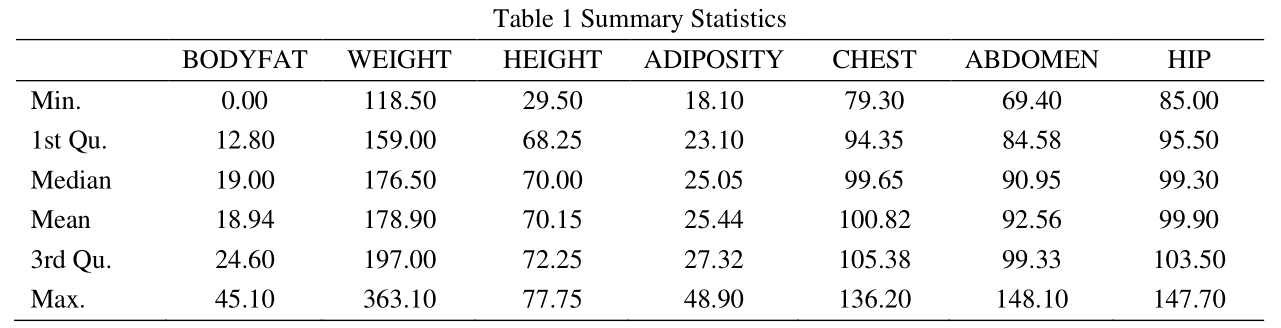 Table 1 Summary Statistics
BODYFAT WEIGHT HEIGHT ADIPOSITY CHEST ABDOMEN HIP
Min. 0.00 118.50 29.50 18.10 79.30 69.40 85.00
1st Qu. 12.80 159.00 68.25 23.10 94.35 84.58 95.50
Median 19.00 176.50 70.00 25.05 99.65 90.95 99.30
Mean 18.94 178.90 70.15 25.44 100.82 92.56 99.90
3rd Qu. 24.60 197.00 72.25 27.32 105.38 99.33 103.50
Max. 45.10 363.10 77.75 48.90 136.20 148.10 147.70